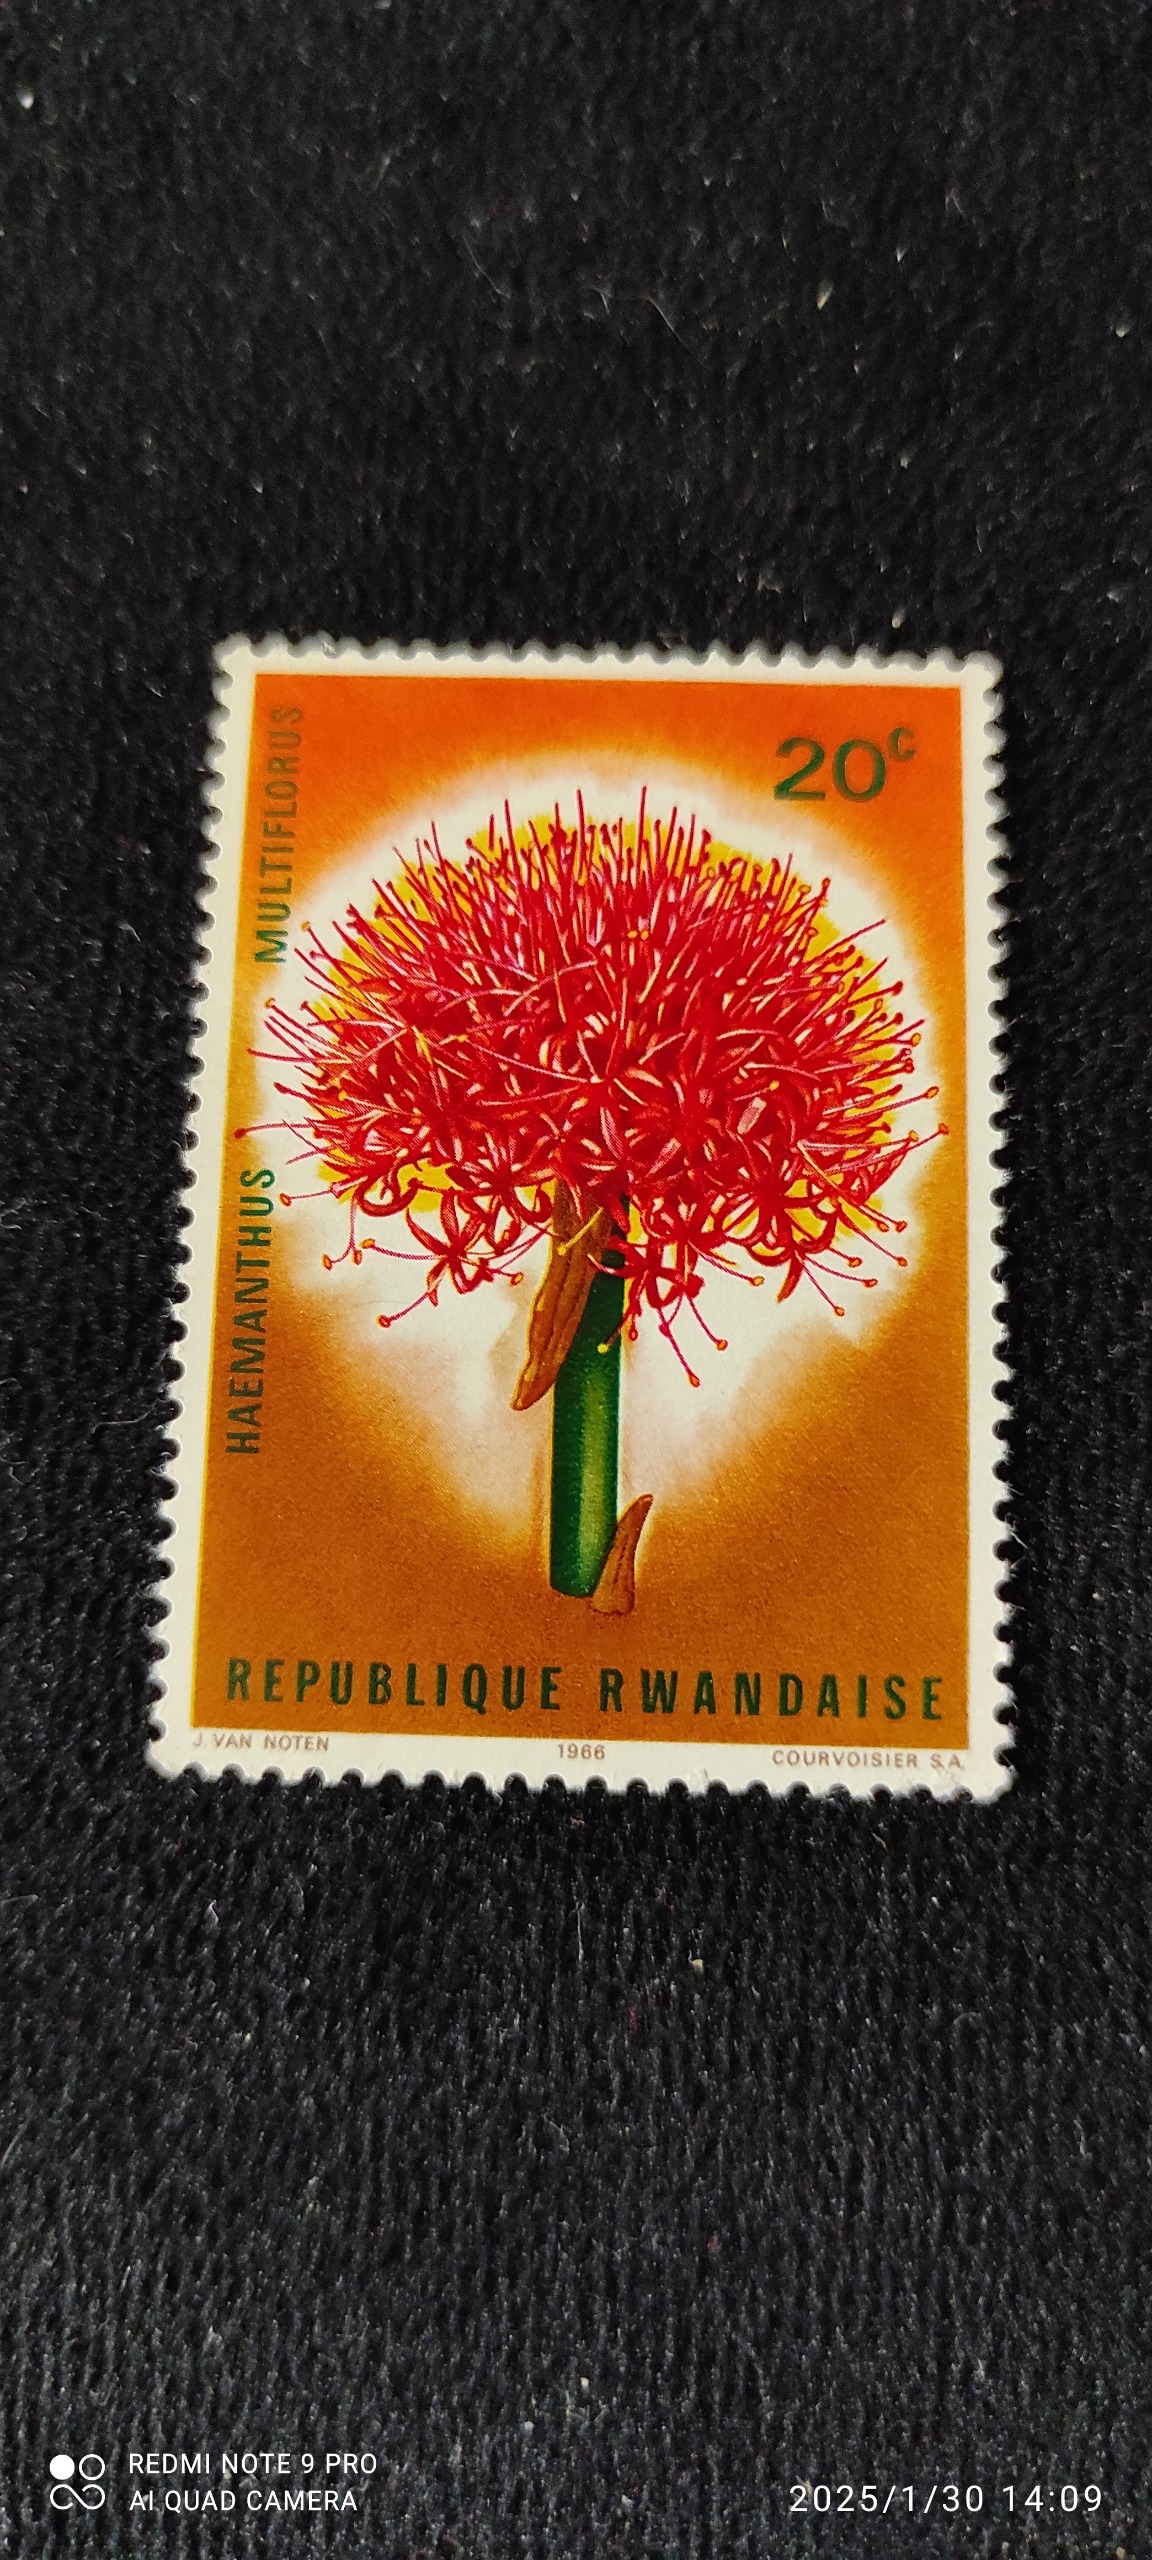 20c
HAEMANTHUS MULTIFLORUS
REPUBLIQUE RWANDAISE
J. VAN NOTEN 1966 COURVOISIER S.A.
REDMI NOTE 9 PRO
AI QUAD CAMERA
2025/1/30 14:09